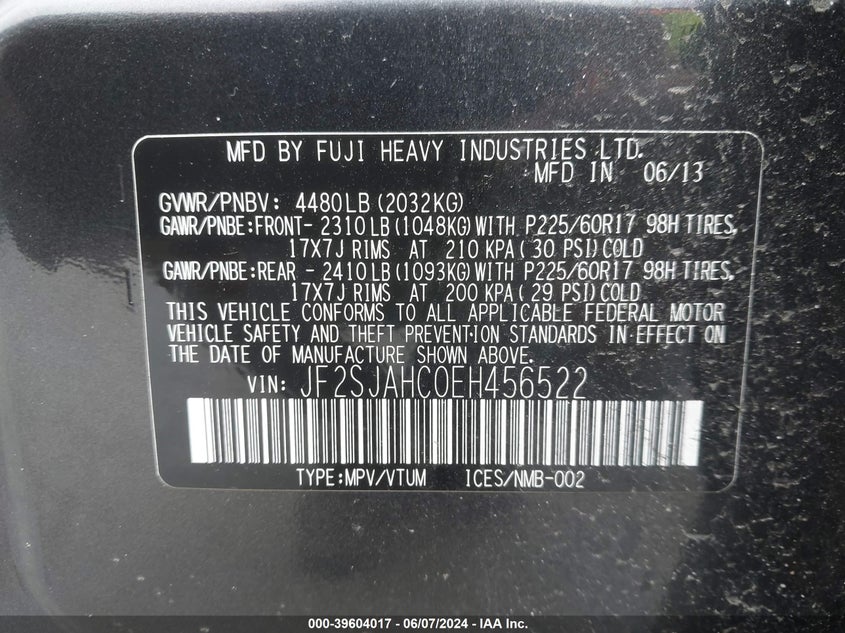 MFD BY FUJI HEAVY INDUSTRIES LTD.
MFD IN 06/13
GVWR/PNBV: 4480LB(2032KG)
GAWR/PNBE:FRONT- 2310LB(1048KG)WITH P225/60R17 98H TIRES,
17X7J RIMS AT 210 KPA( 30 PSI)COLD
GAWR/PNBE:REAR - 2410LB(1093KG)WITH P225/60R17 98H TIRES,
17X7J RIMS AT 200 KPA( 29 PSI)COLD
THIS VEHICLE CONFORMS TO ALL APPLICABLE FEDERAL MOTOR
VEHICLE SAFETY AND THEFT PREVENTION STANDARDS IN EFFECT ON
THE DATE OF MANUFACTURE SHOWN ABOVE.
VIN: JF2SJAHC0EH456522
TYPE:MPV/VTUM ICES/NMB-002
000-39604017 - 06/07/2024 - IAA Inc.